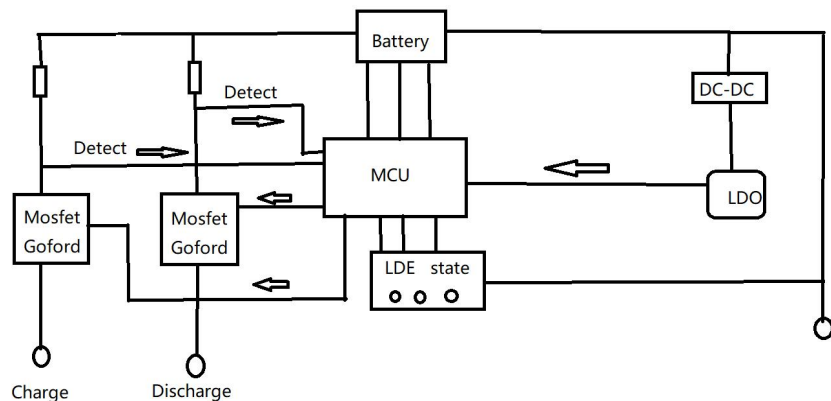 Battery
DC-DC
Detect
Detect
MCU
LDO
Mosfet
Goford
Mosfet
Goford
LDE state
Charge
Discharge